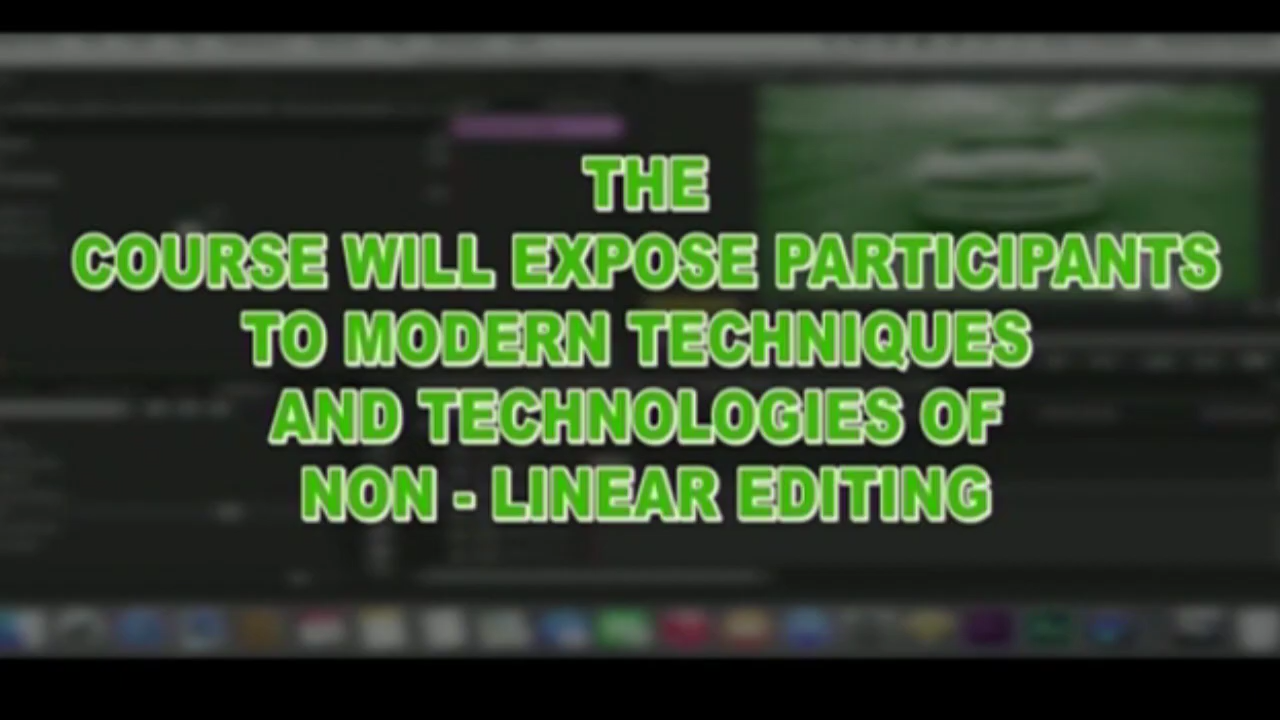 THE
COURSE WILL EXPOSE PARTICIPANTS
TO MODERN TECHNIQUES
AND TECHNOLOGIES OF
NON - LINEAR EDITING